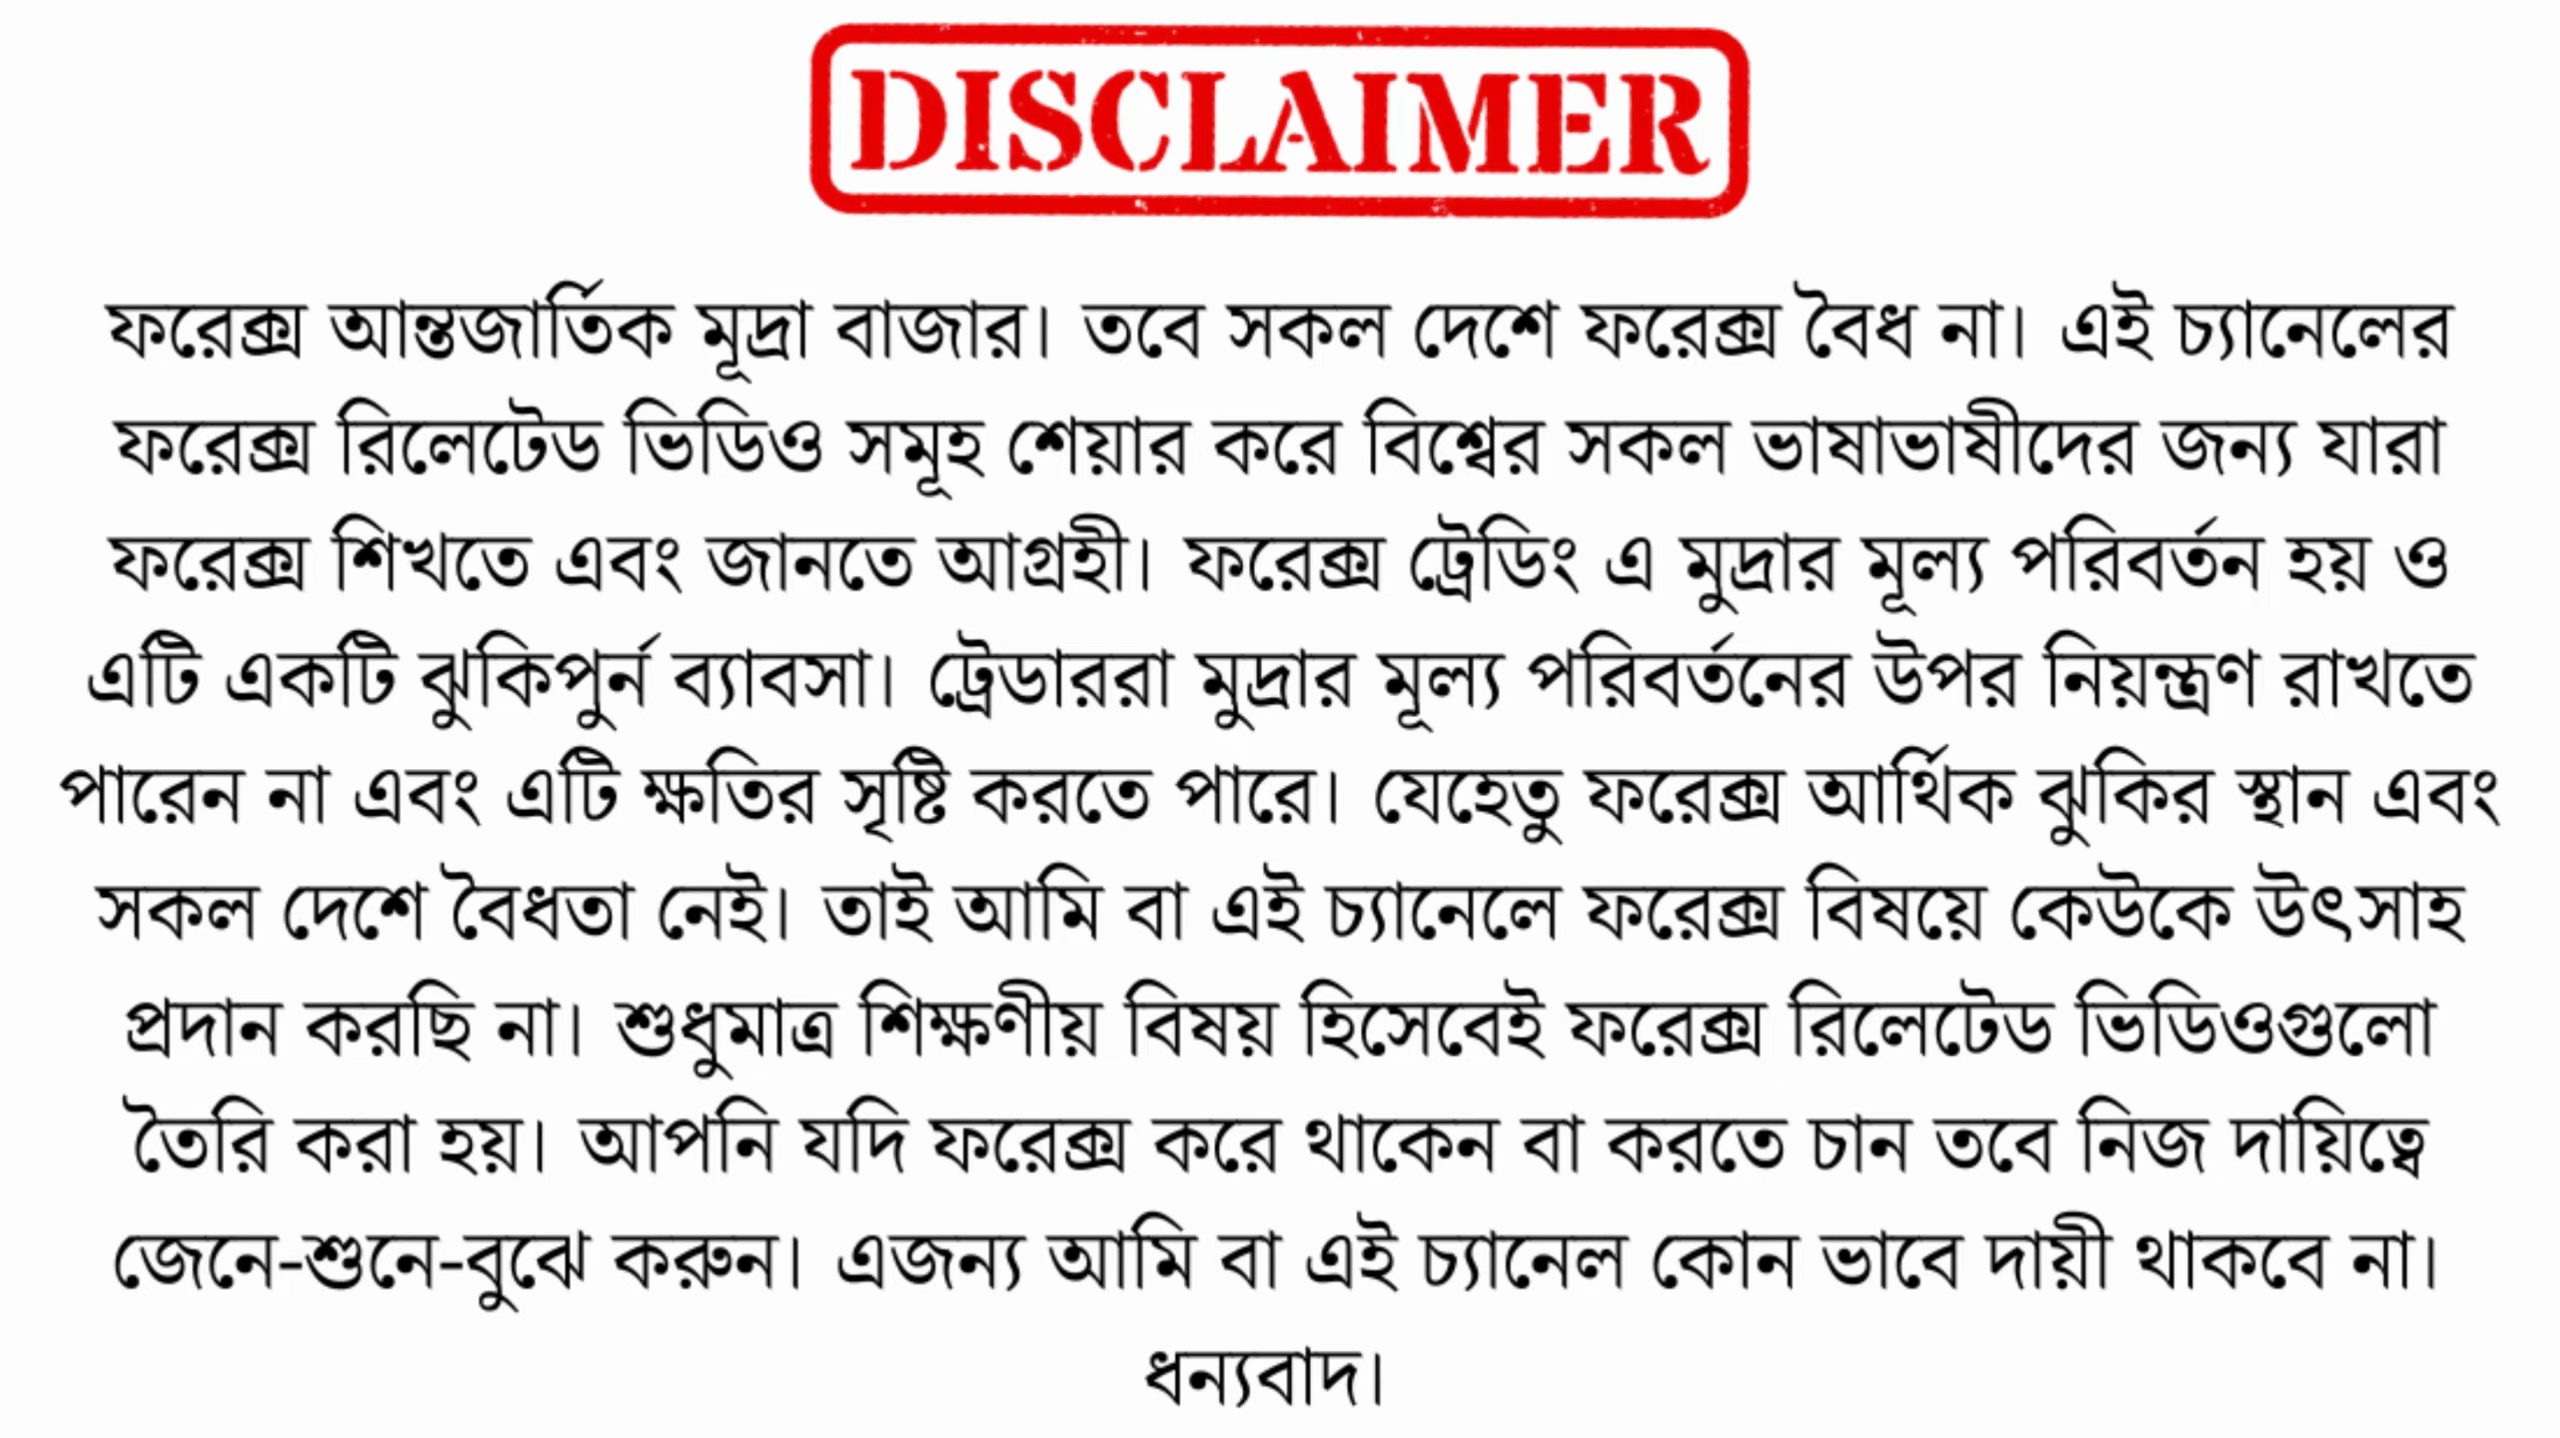 DISCLAIMER
ফরেক্স আন্তজার্তিক মূদ্রা বাজার। তবে সকল দেশে ফরেক্স বৈধ না। এই চ্যানেলের
ফরেক্স রিলেটেড ভিডিও সমূহ শেয়ার করে বিশ্বের সকল ভাষাভাষীদের জন্য যারা
ফরেক্স শিখতে এবং জানতে আগ্রহী। ফরেক্স ট্রেডিং এ মুদ্রার মূল্য পরিবর্তন হয় ও
এটি একটি ঝুকিপুর্ন ব্যাবসা। ট্রেডাররা মুদ্রার মূল্য পরিবর্তনের উপর নিয়ন্ত্রণ রাখতে
পারেন না এবং এটি ক্ষতির সৃষ্টি করতে পারে। যেহেতু ফরেক্স আর্থিক ঝুকির স্থান এবং
সকল দেশে বৈধতা নেই। তাই আমি বা এই চ্যানেলে ফরেক্স বিষয়ে কেউকে উৎসাহ
প্রদান করছি না। শুধুমাত্র শিক্ষণীয় বিষয় হিসেবেই ফরেক্স রিলেটেড ভিডিওগুলো
তৈরি করা হয়। আপনি যদি ফরেক্স করে থাকেন বা করতে চান তবে নিজ দায়িত্বে
জেনে-শুনে-বুঝে করুন। এজন্য আমি বা এই চ্যানেল কোন ভাবে দায়ী থাকবে না।
ধন্যবাদ।